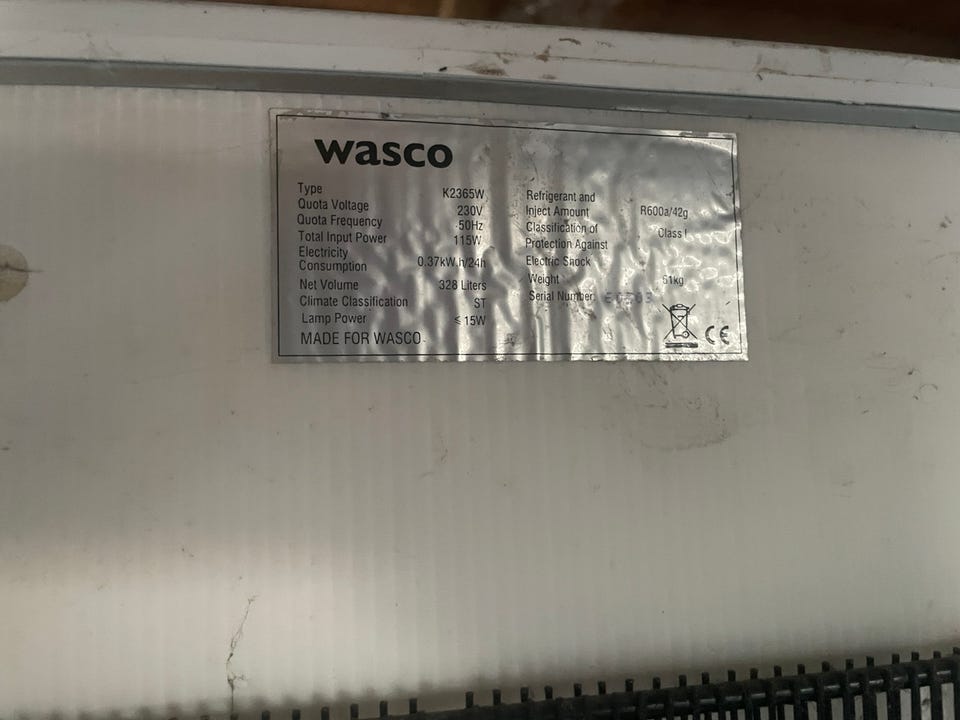 wasco
Type K2365W
Quota Voltage 230V
Quota Frequency 50Hz
Total Input Power 115W
Electricity
Consumption 0.37kW.h/24h
Net Volume 328 Liters
Climate Classification ST
Lamp Power ≤15W
MADE FOR WASCO
Refrigerant and
Inject Amount R600a/42g
Classification of
Protection Against Class I
Electric Shock
Weight 61kg
Serial Number:
CE